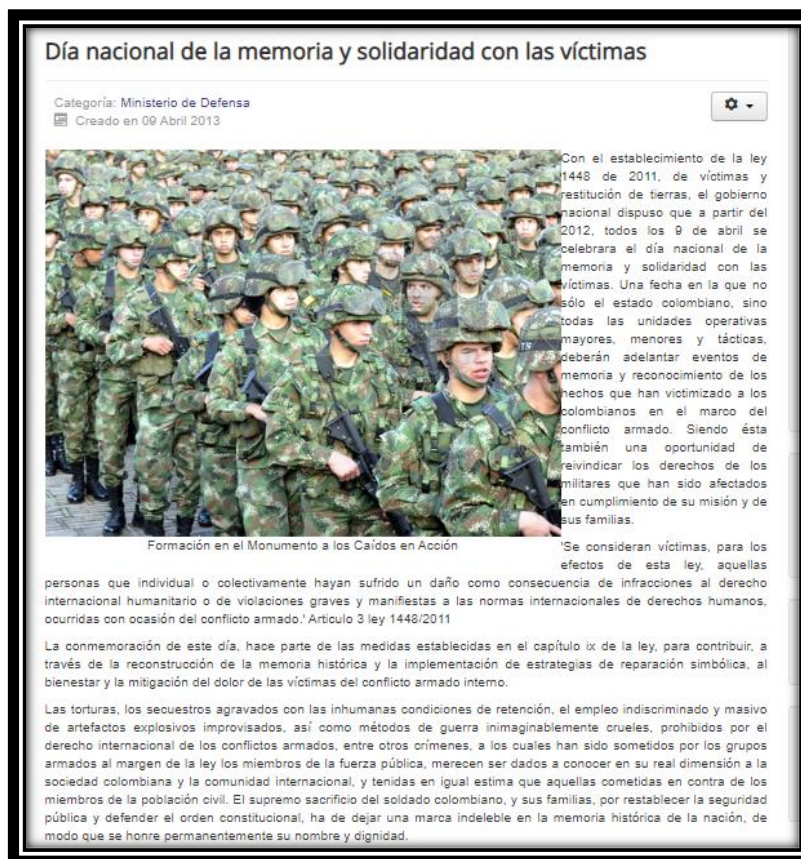 Día nacional de la memoria y solidaridad con las víctimas
Categoría: Ministerio de Defensa
Creado en 09 Abril 2013
Con el establecimiento de la ley
1448 de 2011, de víctimas y
restitución de tierras, el gobierno
nacional dispuso que a partir del
2012, todos los 9 de abril se
celebrara el día nacional de la
memoria y solidaridad con las
víctimas. Una fecha en la que no
sólo el estado colombiano, sino
todas las unidades operativas
mayores, menores y tácticas,
deberán adelantar eventos de
memoria y reconocimiento de los
hechos que han victimizado a los
colombianos en el marco del
conflicto armado. Siendo ésta
también una oportunidad de
reivindicar los derechos de los
militares que han sido afectados
en cumplimiento de su misión y de
sus familias.
Formación en el Monumento a los Caídos en Acción
'Se consideran víctimas, para los
efectos de esta ley, aquellas
personas que individual o colectivamente hayan sufrido un daño como consecuencia de infracciones al derecho
internacional humanitario o de violaciones graves y manifiestas a las normas internacionales de derechos humanos,
ocurridas con ocasión del conflicto armado.' Articulo 3 ley 1448/2011
La conmemoración de este día, hace parte de las medidas establecidas en el capítulo ix de la ley, para contribuir, a
través de la reconstrucción de la memoria histórica y la implementación de estrategias de reparación simbólica, al
bienestar y la mitigación del dolor de las víctimas del conflicto armado interno.
Las torturas, los secuestros agravados con las inhumanas condiciones de retención, el empleo indiscriminado y masivo
de artefactos explosivos improvisados, así como métodos de guerra inimaginablemente crueles, prohibidos por el
derecho internacional de los conflictos armados, entre otros crímenes, a los cuales han sido sometidos por los grupos
armados al margen de la ley los miembros de la fuerza pública, merecen ser dados a conocer en su real dimensión a la
sociedad colombiana y la comunidad internacional, y tenidas en igual estima que aquellas cometidas en contra de los
miembros de la población civil. El supremo sacrificio del soldado colombiano, y sus familias, por restablecer la seguridad
pública y defender el orden constitucional, ha de dejar una marca indeleble en la memoria histórica de la nación, de
modo que se honre permanentemente su nombre y dignidad.